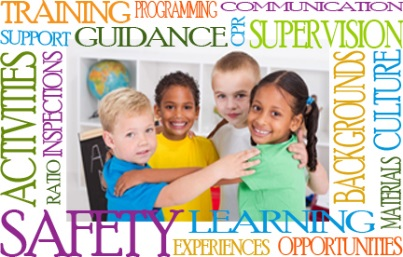 TRAINING PROGRAMMING COMMUNICATION
SUPPORT GUIDANCE CPR SUPERVISION
ACTIVITIES
RATIO
INSPECTIONS
BACKGROUNDS
MATERIALS
CULTURE
SAFETY LEARNING
EXPERIENCES OPPORTUNITIES